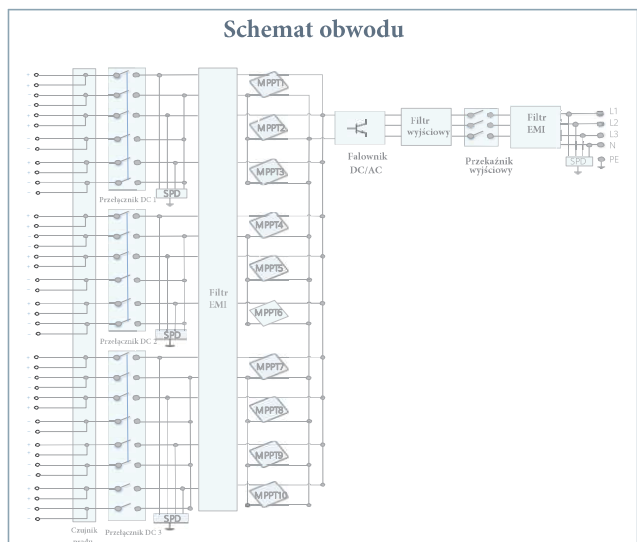 Schemat obwodu
MPPT1
MPPT2
MPPT3
MPPT4
MPPT5
MPPT6
MPPT7
MPPT8
MPPT9
MPPT10
SPD
Przełącznik DC 1
SPD
Przełącznik DC 2
SPD
Przełącznik DC 3
Czujnik
Filtr
EMI
Falownik
DC/AC
Filtr
wyjściowy
Przekaźnik
wyjściowy
Filtr
EMI
SPD
L1
L2
L3
N
PE